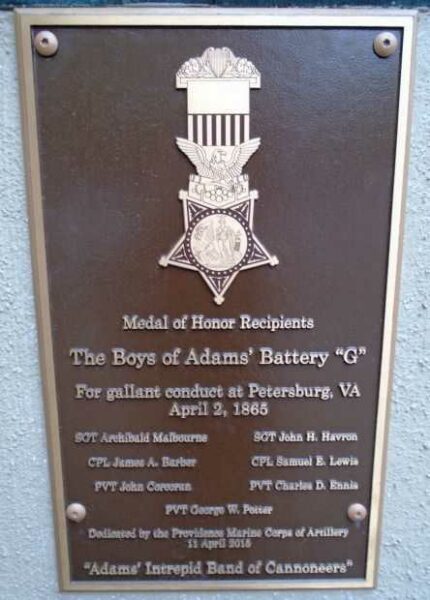 Medal of Honor Recipients
The Boys of Adams' Battery "G"
For gallant conduct at Petersburg, VA
April 2, 1865
SGT Archibald Malbourne SGT John H. Havron
CPL James A. Barber CPL Samuel E. Lewis
PVT John Corcoran PVT Charles D. Ennis
PVT George W. Potter
Dedicated by the Providence Marine Corps of Artillery
11 April 2015
"Adams' Intrepid Band of Cannoneers"